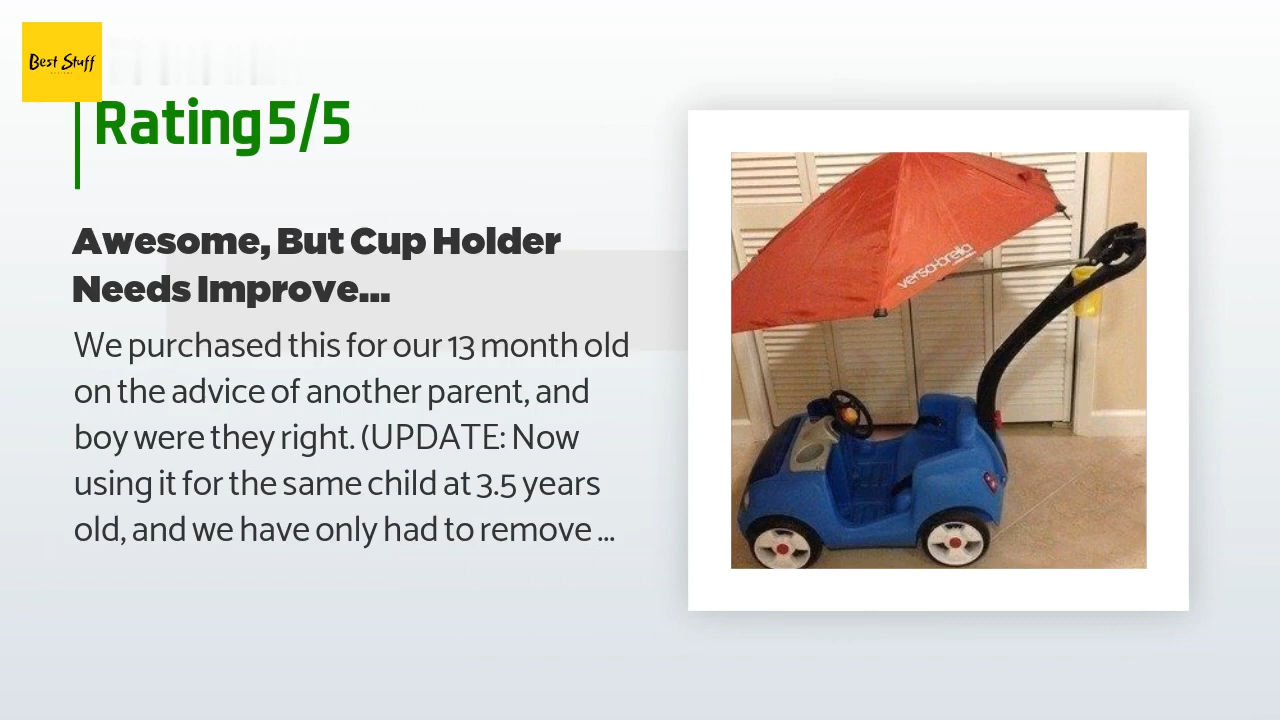 Best Stuff
Rating 5/5
Awesome, But Cup Holder
Needs Improve...
We purchased this for our 13 month old
on the advice of another parent, and
boy were they right. (UPDATE: Now
using it for the same child at 3.5 years
old, and we have only had to remove ...
versa-brella